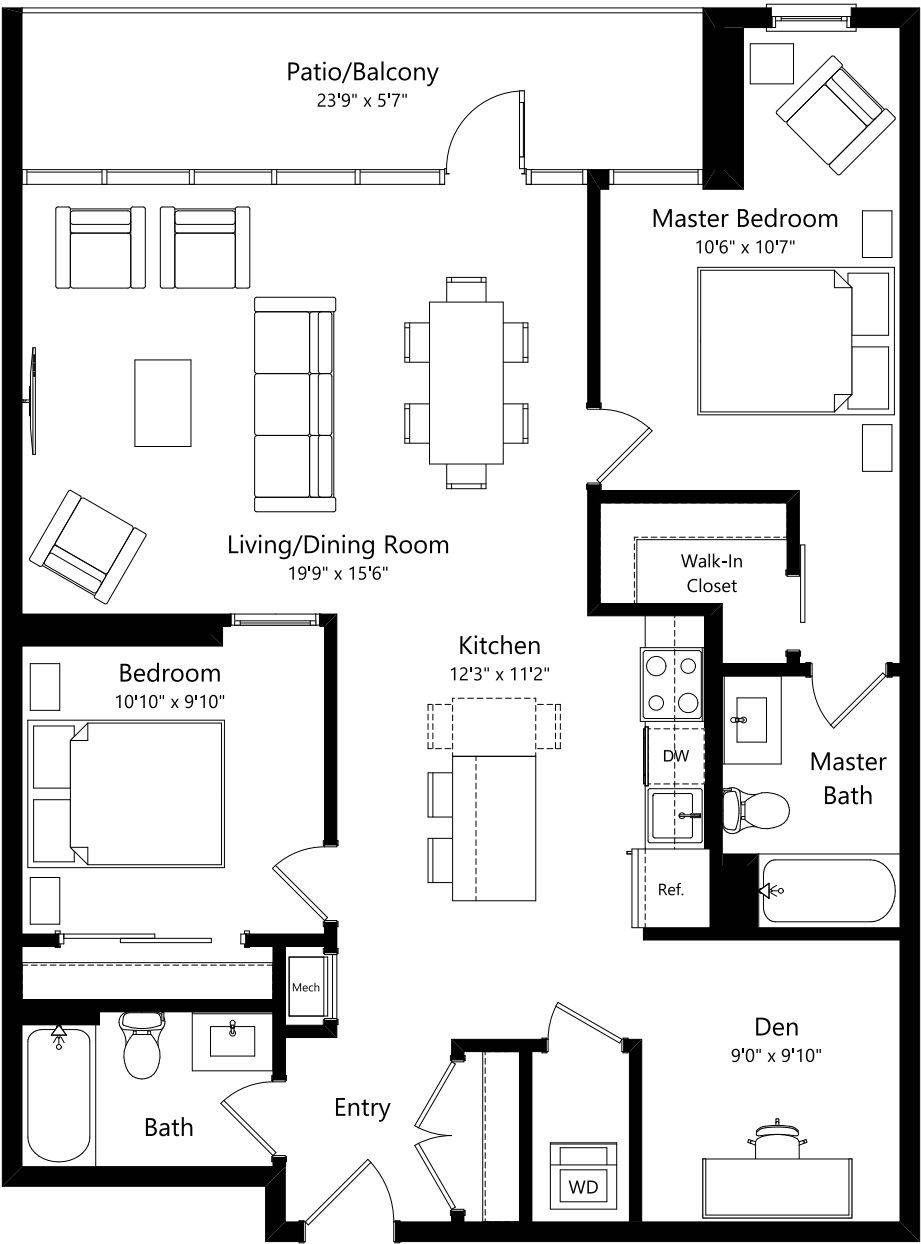 Patio/Balcony
23'9" x 5'7"
Master Bedroom
10'6" x 10'7"
Living/Dining Room
19'9" x 15'6"
Walk-In
Closet
Kitchen
12'3" x 11'2"
Bedroom
10'10" x 9'10"
DW
Master
Bath
Ref.
Mech
Den
9'0" x 9'10"
Entry
Bath
WD